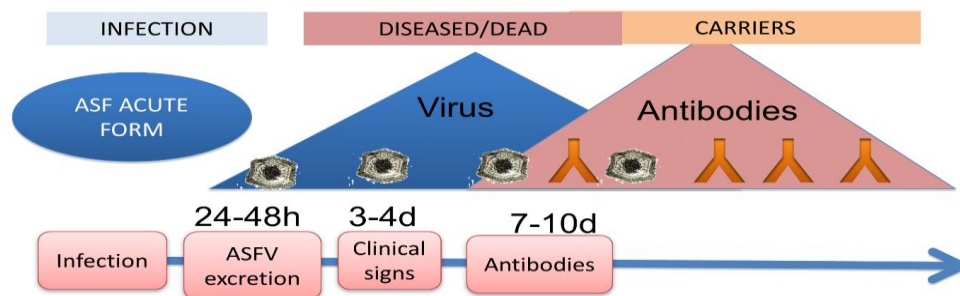 INFECTION
DISEASED/DEAD
CARRIERS
ASF ACUTE
FORM
Virus
Antibodies
24-48h
3-4d
7-10d
Infection
ASFV
excretion
Clinical
signs
Antibodies